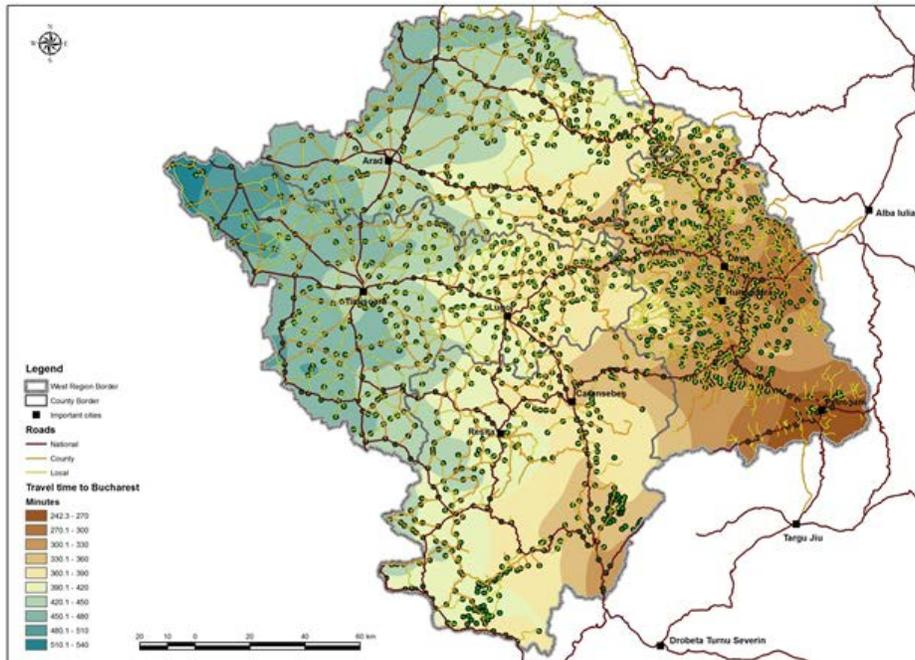 N
W E
S
Arad
Alba Iulia
Deva
Hunedoara
Timisoara
Lugoj
Caransebes
Resita
Petrosani
Targu Jiu
Drobeta Turnu Severin
Legend
West Region Border
County Border
Important cities
Roads
National
County
Local
Travel time to Bucharest
Minutes
242.3 - 270
270.1 - 300
300.1 - 330
330.1 - 360
360.1 - 390
390.1 - 420
420.1 - 450
450.1 - 480
480.1 - 510
510.1 - 540
20 10 0 20 40 60 km